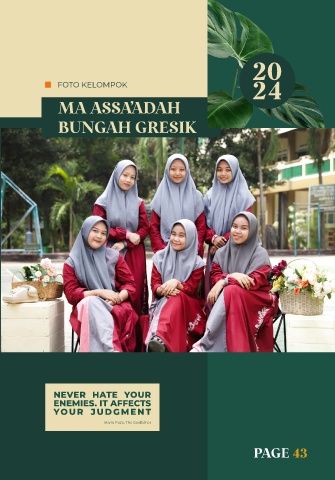 FOTO KELOMPOK
20
24
MA ASSA'ADAH
BUNGAH GRESIK
NEVER HATE YOUR
ENEMIES. IT AFFECTS
YOUR JUDGMENT
PAGE 43